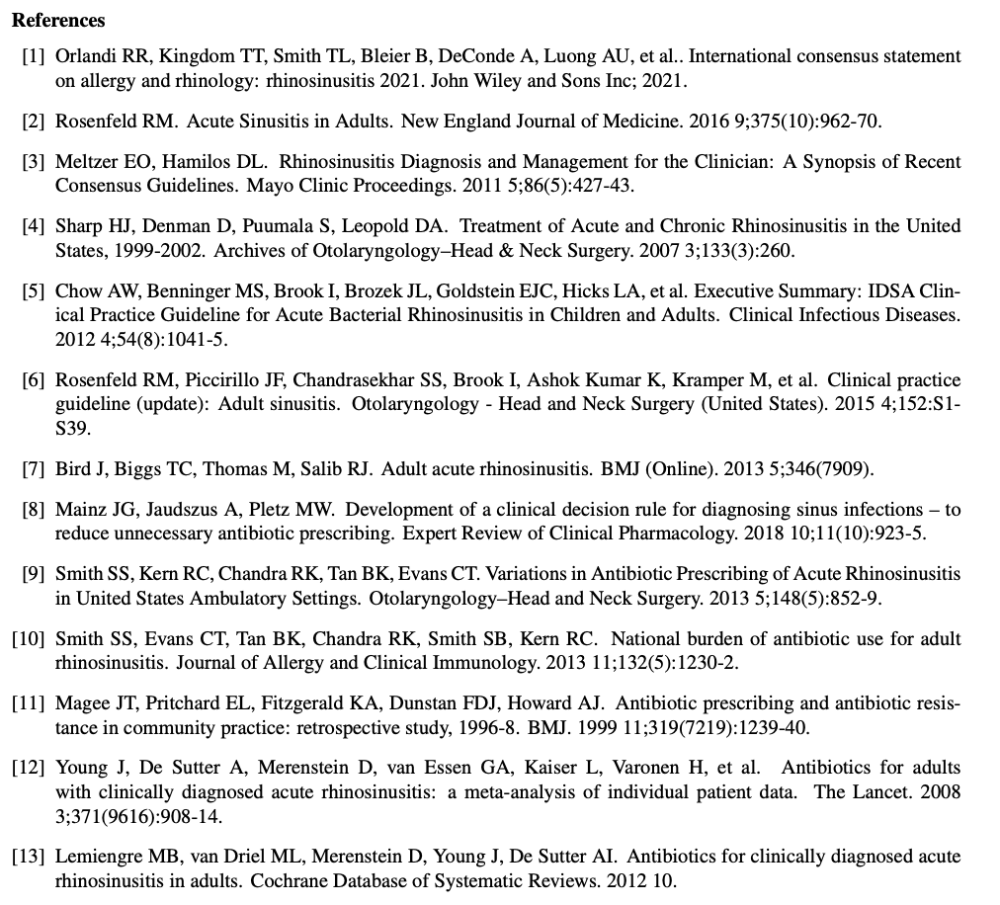 References
[1] Orlandi RR, Kingdom TT, Smith TL, Bleier B, DeConde A, Luong AU, et al.. International consensus statement
on allergy and rhinology: rhinosinusitis 2021. John Wiley and Sons Inc; 2021.
[2] Rosenfeld RM. Acute Sinusitis in Adults. New England Journal of Medicine. 2016 9;375(10):962-70.
[3] Meltzer EO, Hamilos DL. Rhinosinusitis Diagnosis and Management for the Clinician: A Synopsis of Recent
Consensus Guidelines. Mayo Clinic Proceedings. 2011 5;86(5):427-43.
[4] Sharp HJ, Denman D, Puumala S, Leopold DA. Treatment of Acute and Chronic Rhinosinusitis in the United
States, 1999-2002. Archives of Otolaryngology–Head & Neck Surgery. 2007 3;133(3):260.
[5] Chow AW, Benninger MS, Brook I, Brozek JL, Goldstein EJC, Hicks LA, et al. Executive Summary: IDSA Clin-
ical Practice Guideline for Acute Bacterial Rhinosinusitis in Children and Adults. Clinical Infectious Diseases.
2012 4;54(8):1041-5.
[6] Rosenfeld RM, Piccirillo JF, Chandrasekhar SS, Brook I, Ashok Kumar K, Kramper M, et al. Clinical practice
guideline (update): Adult sinusitis. Otolaryngology - Head and Neck Surgery (United States). 2015 4;152:S1-
S39.
[7] Bird J, Biggs TC, Thomas M, Salib RJ. Adult acute rhinosinusitis. BMJ (Online). 2013 5;346(7909).
[8] Mainz JG, Jaudszus A, Pletz MW. Development of a clinical decision rule for diagnosing sinus infections – to
reduce unnecessary antibiotic prescribing. Expert Review of Clinical Pharmacology. 2018 10;11(10):923-5.
[9] Smith SS, Kern RC, Chandra RK, Tan BK, Evans CT. Variations in Antibiotic Prescribing of Acute Rhinosinusitis
in United States Ambulatory Settings. Otolaryngology–Head and Neck Surgery. 2013 5;148(5):852-9.
[10] Smith SS, Evans CT, Tan BK, Chandra RK, Smith SB, Kern RC. National burden of antibiotic use for adult
rhinosinusitis. Journal of Allergy and Clinical Immunology. 2013 11;132(5):1230-2.
[11] Magee JT, Pritchard EL, Fitzgerald KA, Dunstan FDJ, Howard AJ. Antibiotic prescribing and antibiotic resis-
tance in community practice: retrospective study, 1996-8. BMJ. 1999 11;319(7219):1239-40.
[12] Young J, De Sutter A, Merenstein D, van Essen GA, Kaiser L, Varonen H, et al. Antibiotics for adults
with clinically diagnosed acute rhinosinusitis: a meta-analysis of individual patient data. The Lancet. 2008
3;371(9616):908-14.
[13] Lemiengre MB, van Driel ML, Merenstein D, Young J, De Sutter AI. Antibiotics for clinically diagnosed acute
rhinosinusitis in adults. Cochrane Database of Systematic Reviews. 2012 10.